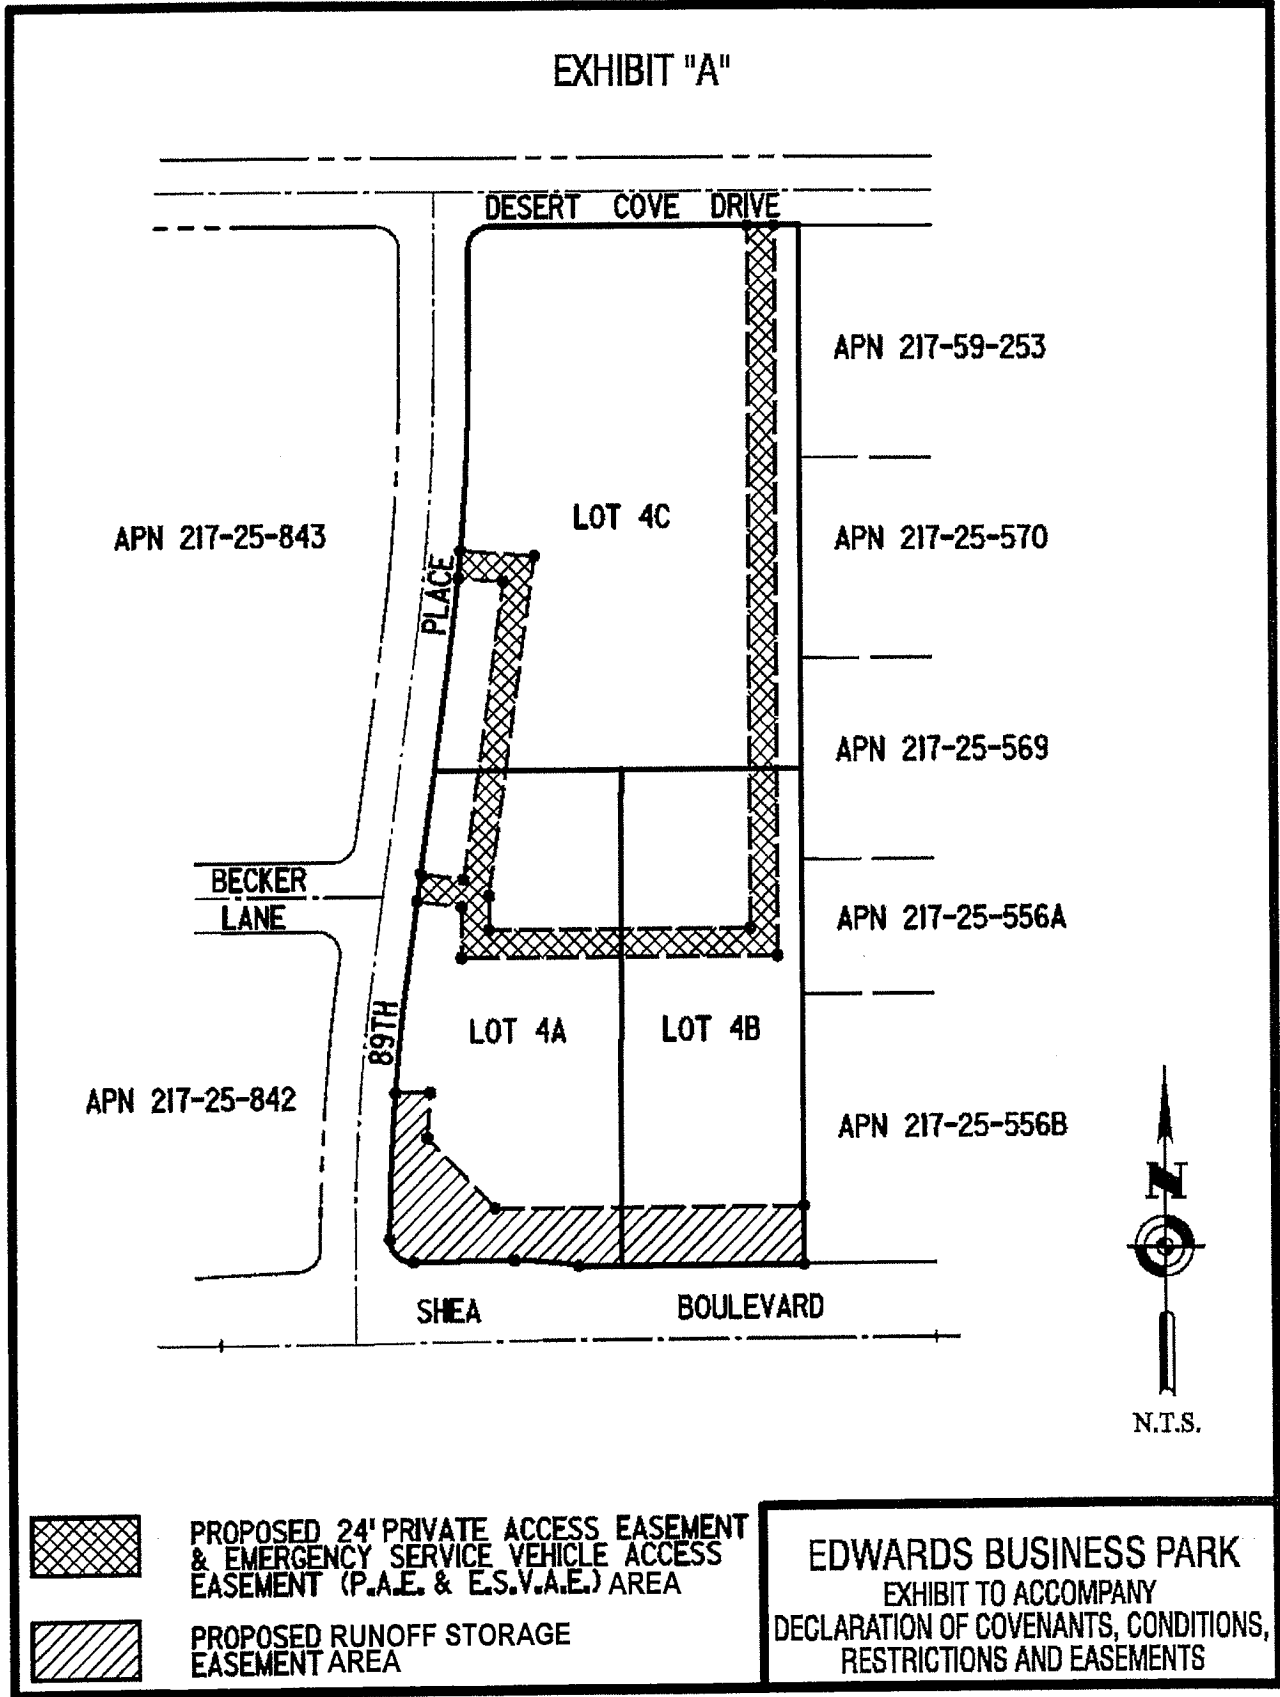 EXHIBIT "A"
DESERT COVE DRIVE
APN 217-59-253
LOT 4C
APN 217-25-843
APN 217-25-570
PLACE
APN 217-25-569
BECKER
LANE
APN 217-25-556A
89TH
LOT 4A
LOT 4B
APN 217-25-842
APN 217-25-556B
N
SHEA BOULEVARD
N.T.S.
PROPOSED 24' PRIVATE ACCESS EASEMENT
& EMERGENCY SERVICE VEHICLE ACCESS
EASEMENT (P.A.E. & E.S.V.A.E.) AREA
PROPOSED RUNOFF STORAGE
EASEMENT AREA
EDWARDS BUSINESS PARK
EXHIBIT TO ACCOMPANY
DECLARATION OF COVENANTS, CONDITIONS,
RESTRICTIONS AND EASEMENTS